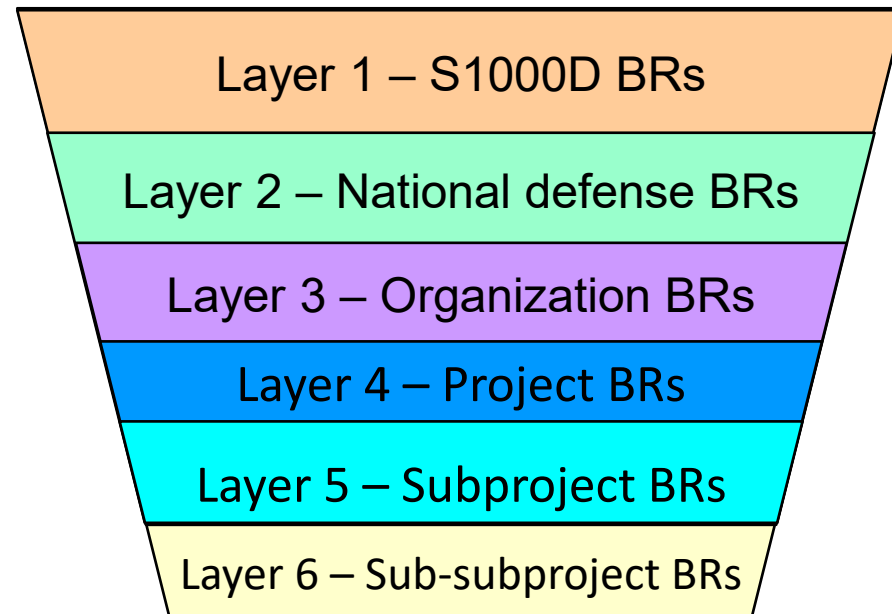 Layer 1 – S1000D BRs
Layer 2 – National defense BRs
Layer 3 – Organization BRs
Layer 4 – Project BRs
Layer 5 – Subproject BRs
Layer 6 – Sub-subproject BRs